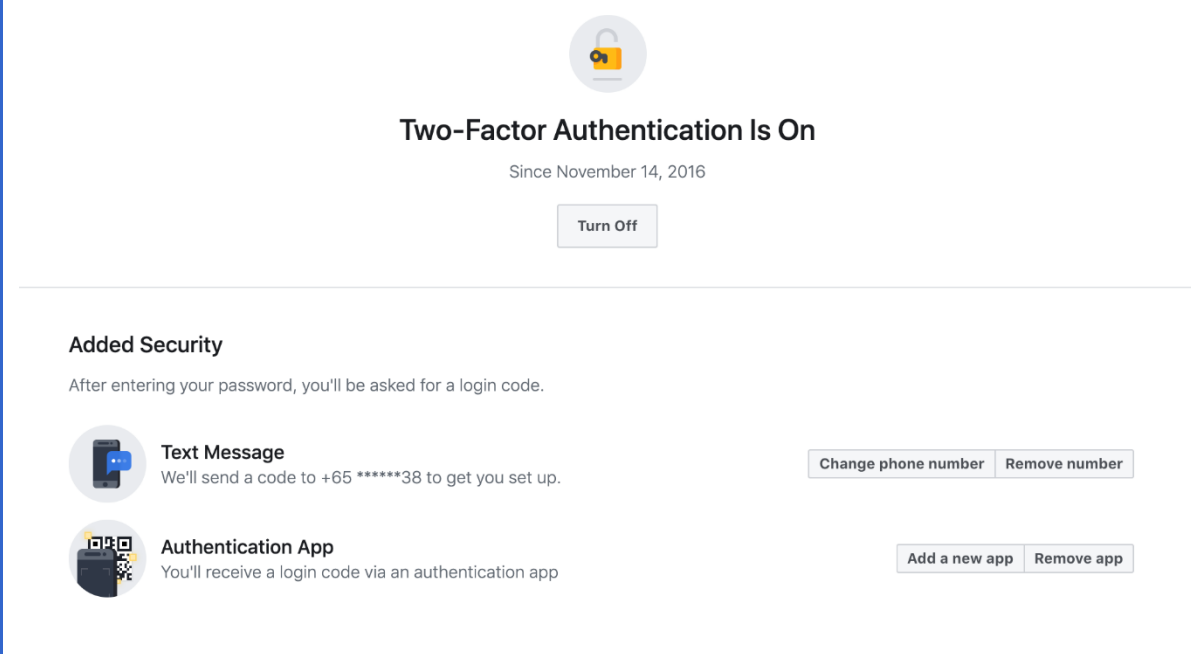 Two-Factor Authentication Is On
Since November 14, 2016
Turn Off
Added Security
After entering your password, you'll be asked for a login code.
Text Message
We'll send a code to +65 ******38 to get you set up.
Change phone number
Remove number
Authentication App
You'll receive a login code via an authentication app
Add a new app
Remove app